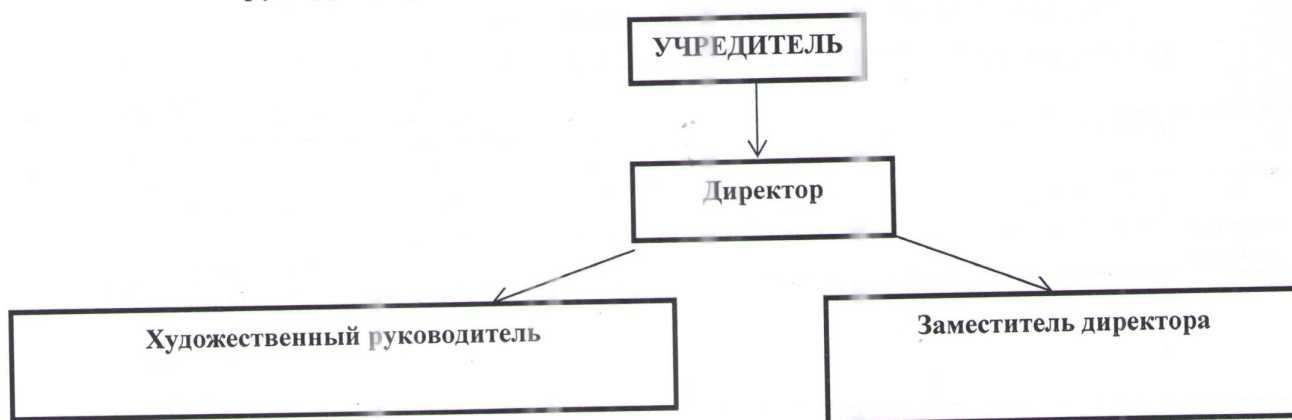 УЧРЕДИТЕЛЬ
Директор
Художественный руководитель
Заместитель директора